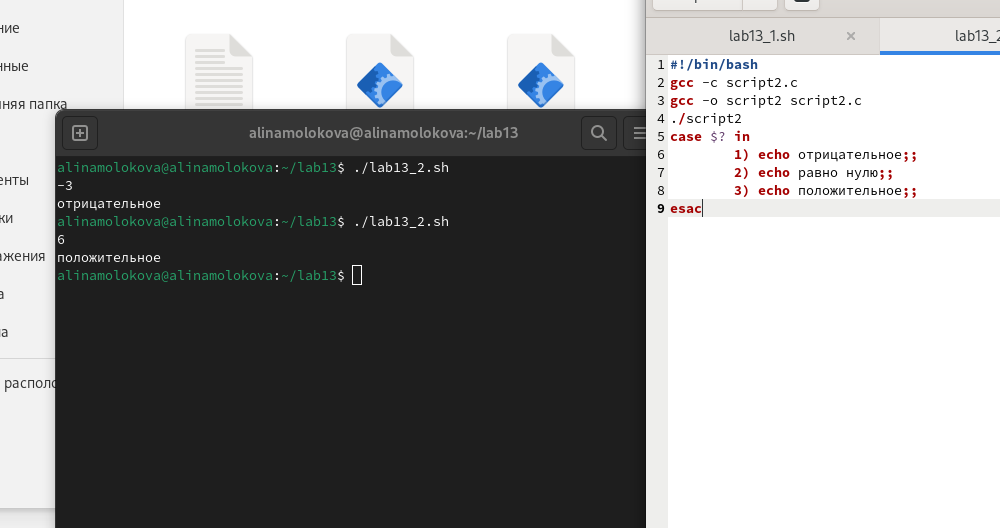 ние
нные
няя папка
енты
ки
ажения
а
на
располо
alinamolokova@alinamolokova:~/lab13
alinamolokova@alinamolokova:~/lab13$ ./lab13_2.sh
-3
отрицательное
alinamolokova@alinamolokova:~/lab13$ ./lab13_2.sh
6
положительное
alinamolokova@alinamolokova:~/lab13$
lab13_1.sh × lab13_2
1 #!/bin/bash
2 gcc -c script2.c
3 gcc -o script2 script2.c
4 ./script2
5 case $? in
6 1) echo отрицательное;;
7 2) echo равно нулю;;
8 3) echo положительное;;
9 esac